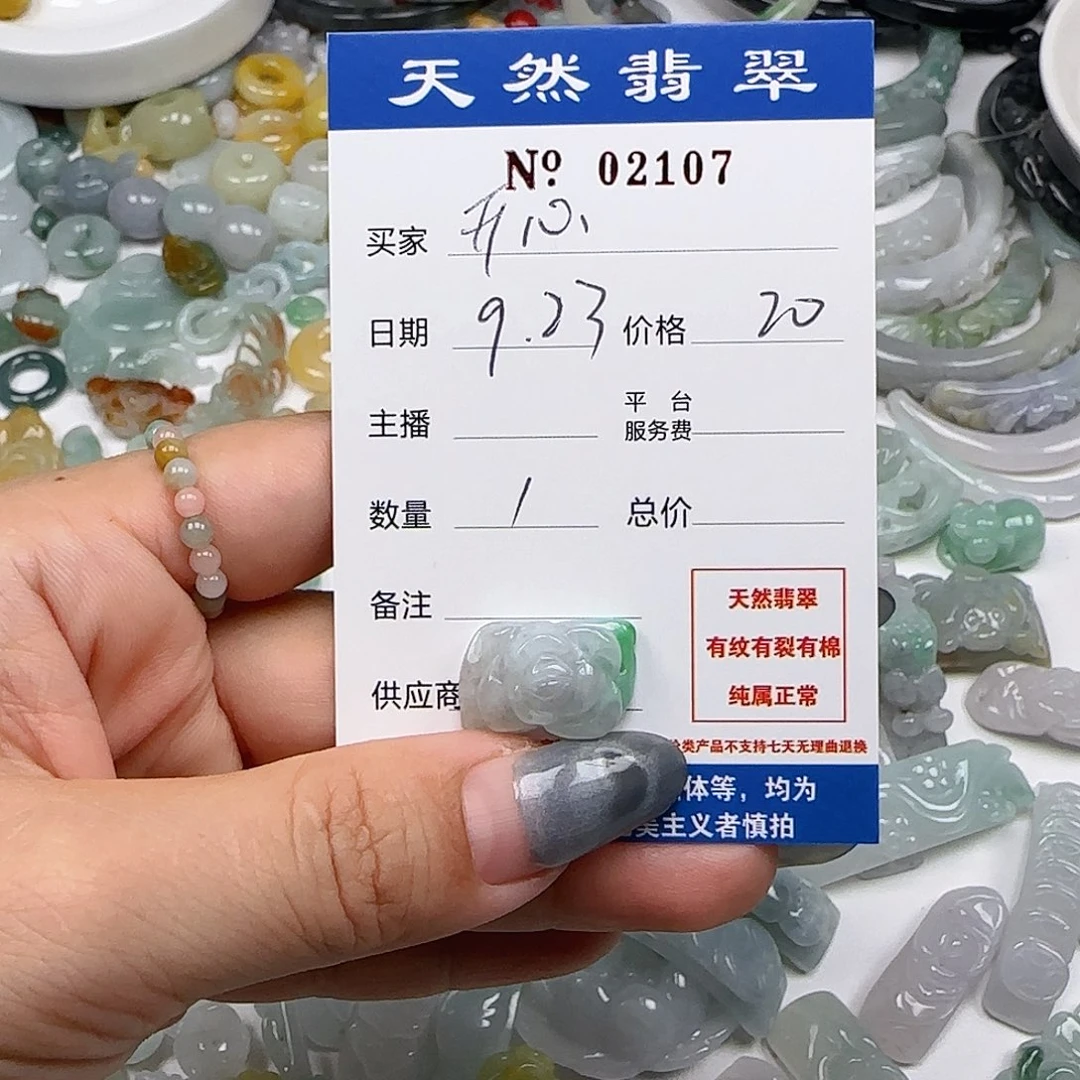 天然翡翠
Nº 02107
买家 开心
日期 9.23 价格 20
主播 平台服务费
数量 1 总价
备注
供应商
天然翡翠
有纹有裂有棉
纯属正常
类产品不支持七天无理由退换
体等，均为
美主义者慎拍